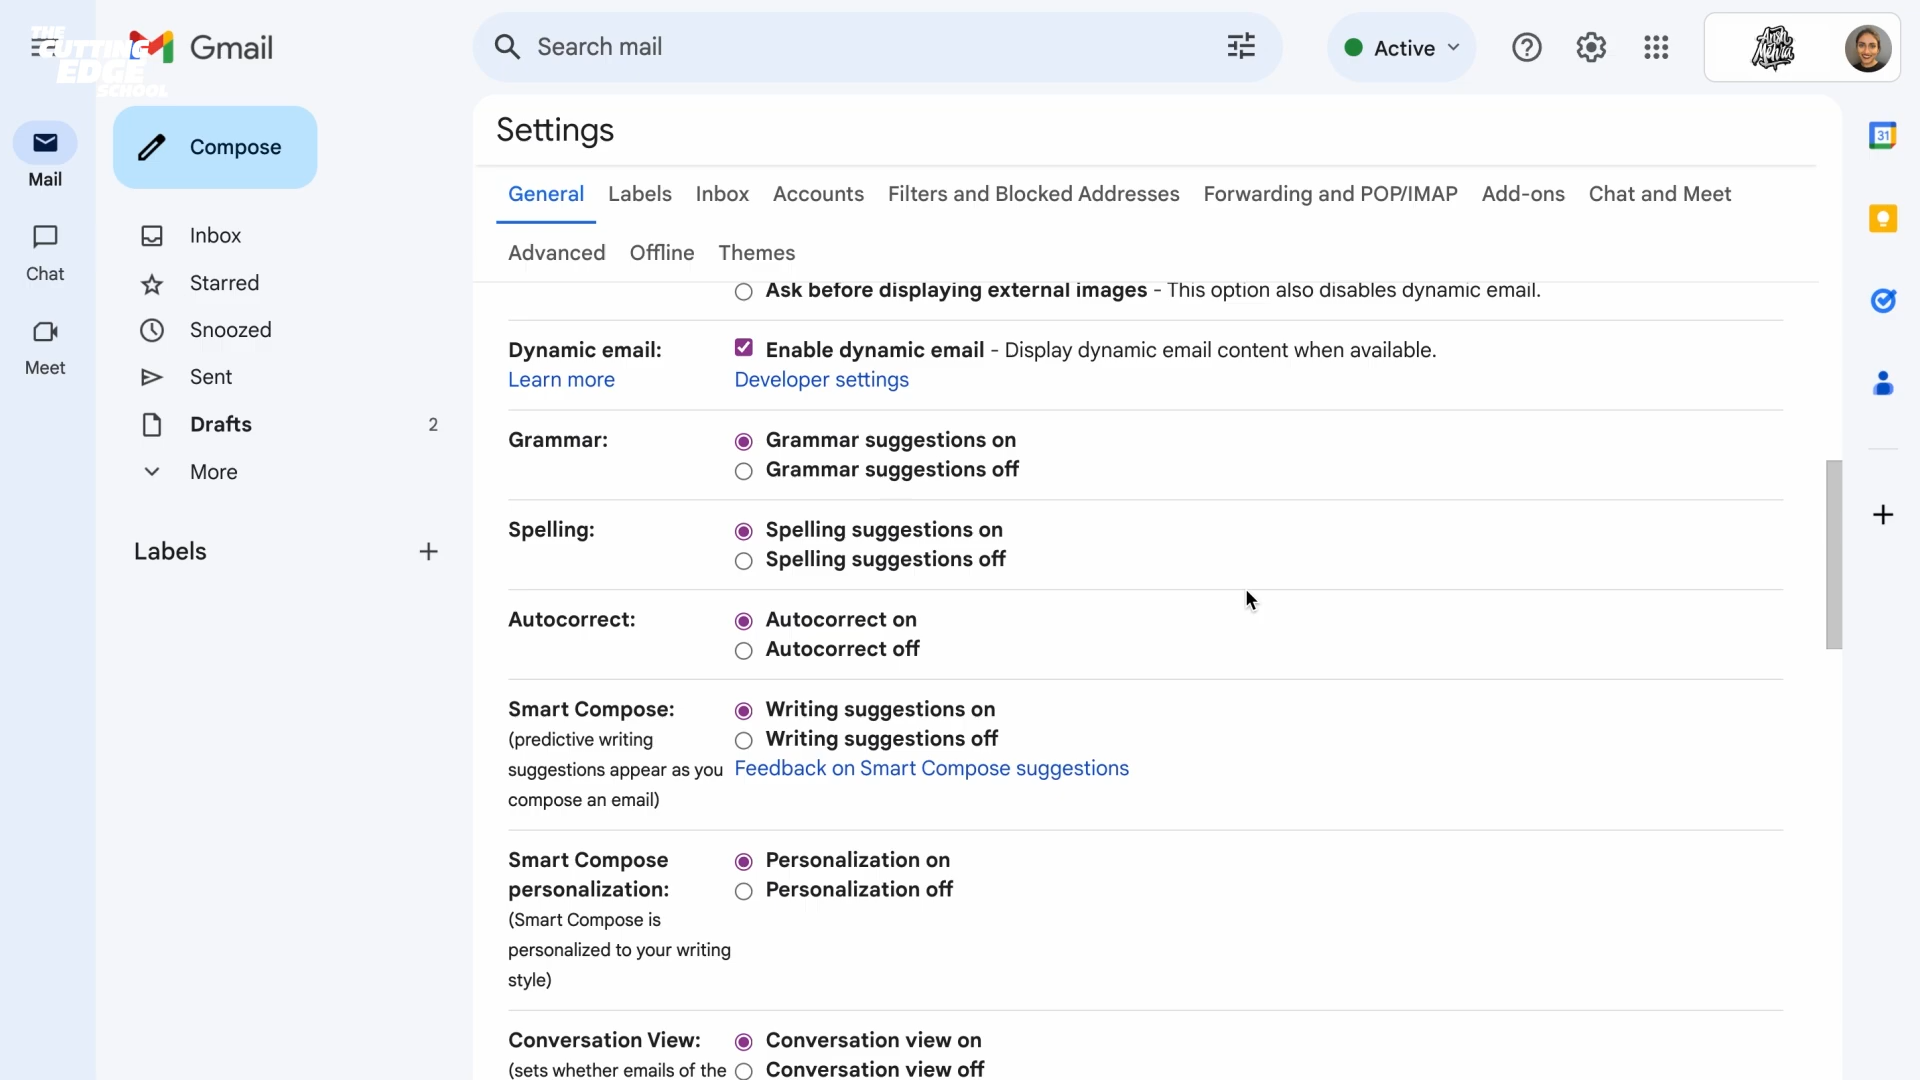 THE
CUTTING
EDGE
SCHOOL
Gmail
Search mail
Active
Arsh
Mehra
Compose
Mail
Chat
Meet
Inbox
Starred
Snoozed
Sent
Drafts 2
More
Labels
Settings
General Labels Inbox Accounts Filters and Blocked Addresses Forwarding and POP/IMAP Add-ons Chat and Meet
Advanced Offline Themes
Ask before displaying external images - This option also disables dynamic email.
Dynamic email: Enable dynamic email - Display dynamic email content when available.
Learn more Developer settings
Grammar: Grammar suggestions on
Grammar suggestions off
Spelling: Spelling suggestions on
Spelling suggestions off
Autocorrect: Autocorrect on
Autocorrect off
Smart Compose: Writing suggestions on
(predictive writing Writing suggestions off
suggestions appear as you Feedback on Smart Compose suggestions
compose an email)
Smart Compose Personalization on
personalization: Personalization off
(Smart Compose is
personalized to your writing
style)
Conversation View: Conversation view on
(sets whether emails of the Conversation view off
31